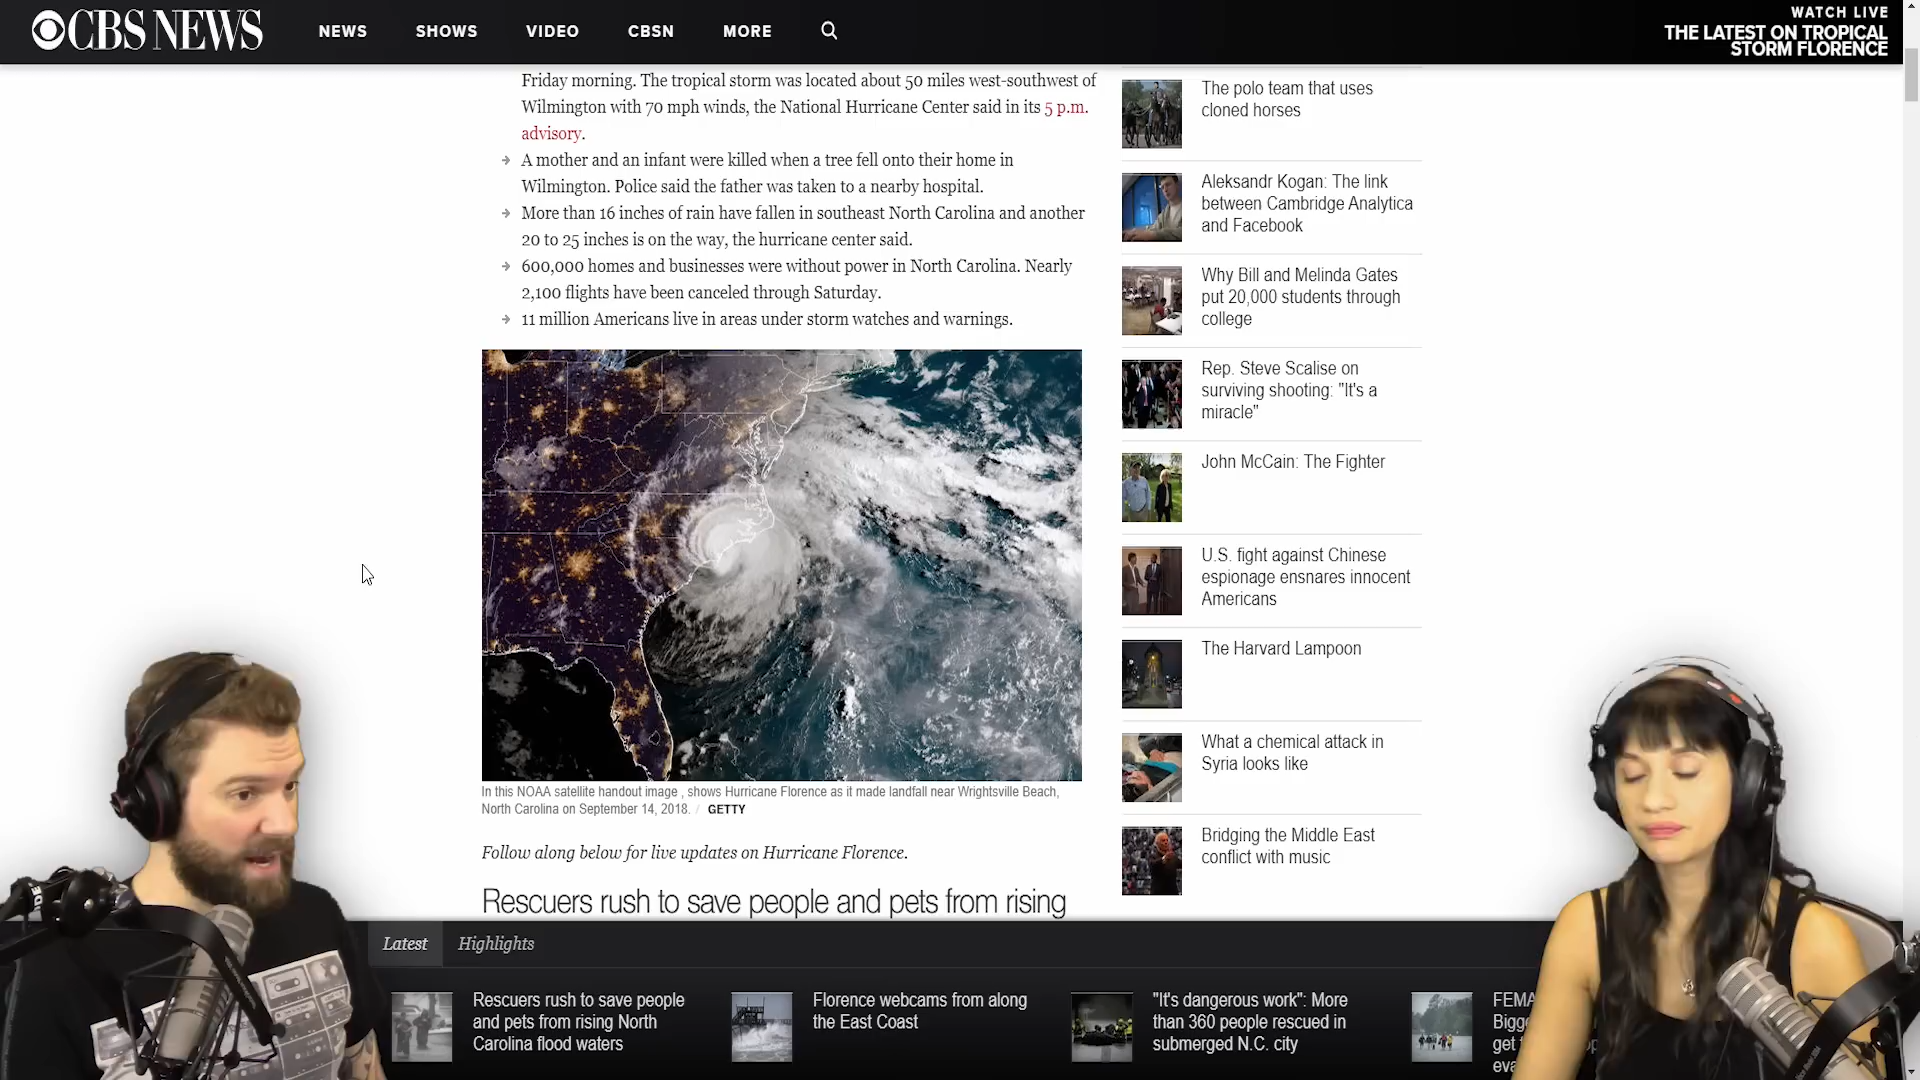 CBS NEWS
NEWS
SHOWS
VIDEO
CBSN
MORE
WATCH LIVE
THE LATEST ON TROPICAL
STORM FLORENCE
Friday morning. The tropical storm was located about 50 miles west-southwest of
Wilmington with 70 mph winds, the National Hurricane Center said in its 5 p.m.
advisory.
A mother and an infant were killed when a tree fell onto their home in
Wilmington. Police said the father was taken to a nearby hospital.
More than 16 inches of rain have fallen in southeast North Carolina and another
20 to 25 inches is on the way, the hurricane center said.
600,000 homes and businesses were without power in North Carolina. Nearly
2,100 flights have been canceled through Saturday.
11 million Americans live in areas under storm watches and warnings.
In this NOAA satellite handout image , shows Hurricane Florence as it made landfall near Wrightsville Beach,
North Carolina on September 14, 2018. / GETTY
Follow along below for live updates on Hurricane Florence.
Rescuers rush to save people and pets from rising
The polo team that uses
cloned horses
Aleksandr Kogan: The link
between Cambridge Analytica
and Facebook
Why Bill and Melinda Gates
put 20,000 students through
college
Rep. Steve Scalise on
surviving shooting: "It's a
miracle"
John McCain: The Fighter
U.S. fight against Chinese
espionage ensnares innocent
Americans
The Harvard Lampoon
What a chemical attack in
Syria looks like
Bridging the Middle East
conflict with music
Latest
Highlights
Rescuers rush to save people
and pets from rising North
Carolina flood waters
Florence webcams from along
the East Coast
"It's dangerous work": More
than 360 people rescued in
submerged N.C. city
FEMA
Bigge
get
eva